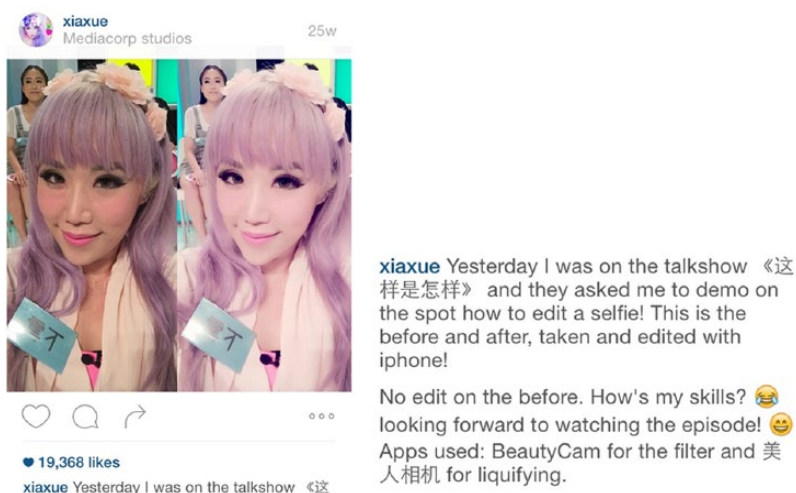 xiaxue
Mediacorp studios
25w
19,368 likes
xiaxue Yesterday I was on the talkshow 《这
xiaxue Yesterday I was on the talkshow 《这
样是怎样》 and they asked me to demo on
the spot how to edit a selfie! This is the
before and after, taken and edited with
iphone!
No edit on the before. How's my skills? 😂
looking forward to watching the episode! 😄
Apps used: BeautyCam for the filter and 美
人相机 for liquifying.